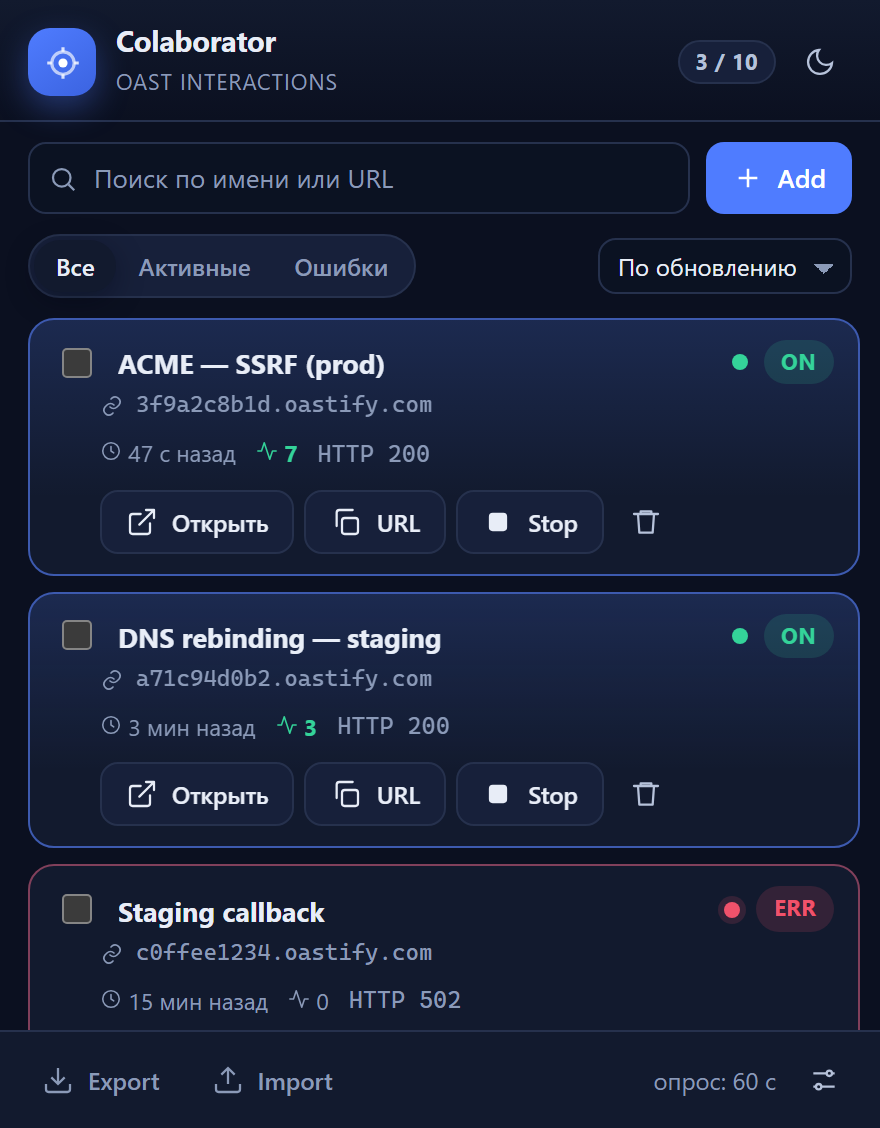 Colaborator
OAST INTERACTIONS
3 / 10
Поиск по имени или URL
Add
Все Активные Ошибки
По обновлению
ACME — SSRF (prod)
ON
3f9a2c8b1d.oastify.com
47 с назад 7 HTTP 200
Открыть URL Stop
DNS rebinding — staging
ON
a71c94d0b2.oastify.com
3 мин назад 3 HTTP 200
Открыть URL Stop
Staging callback
ERR
c0ffee1234.oastify.com
15 мин назад 0 HTTP 502
Export Import опрос: 60 с